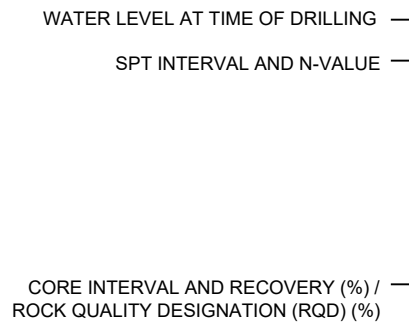 WATER LEVEL AT TIME OF DRILLING
SPT INTERVAL AND N-VALUE
CORE INTERVAL AND RECOVERY (%) /
ROCK QUALITY DESIGNATION (RQD) (%)